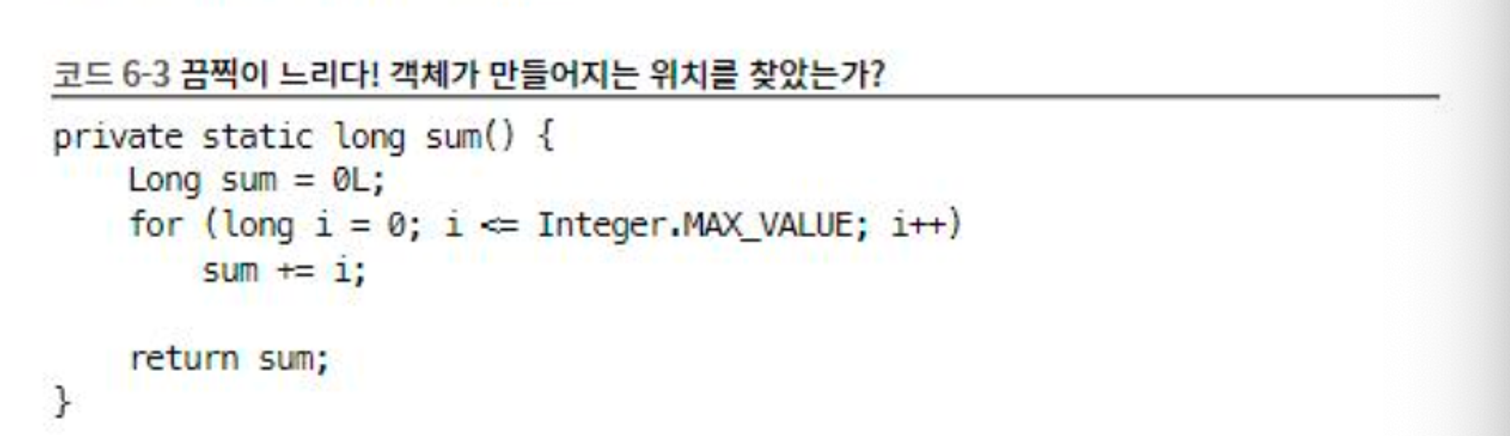 코드 6-3 끔찍이 느리다! 객체가 만들어지는 위치를 찾았는가?
private static long sum() {
    Long sum = 0L;
    for (long i = 0; i <= Integer.MAX_VALUE; i++)
        sum += i;

    return sum;
}